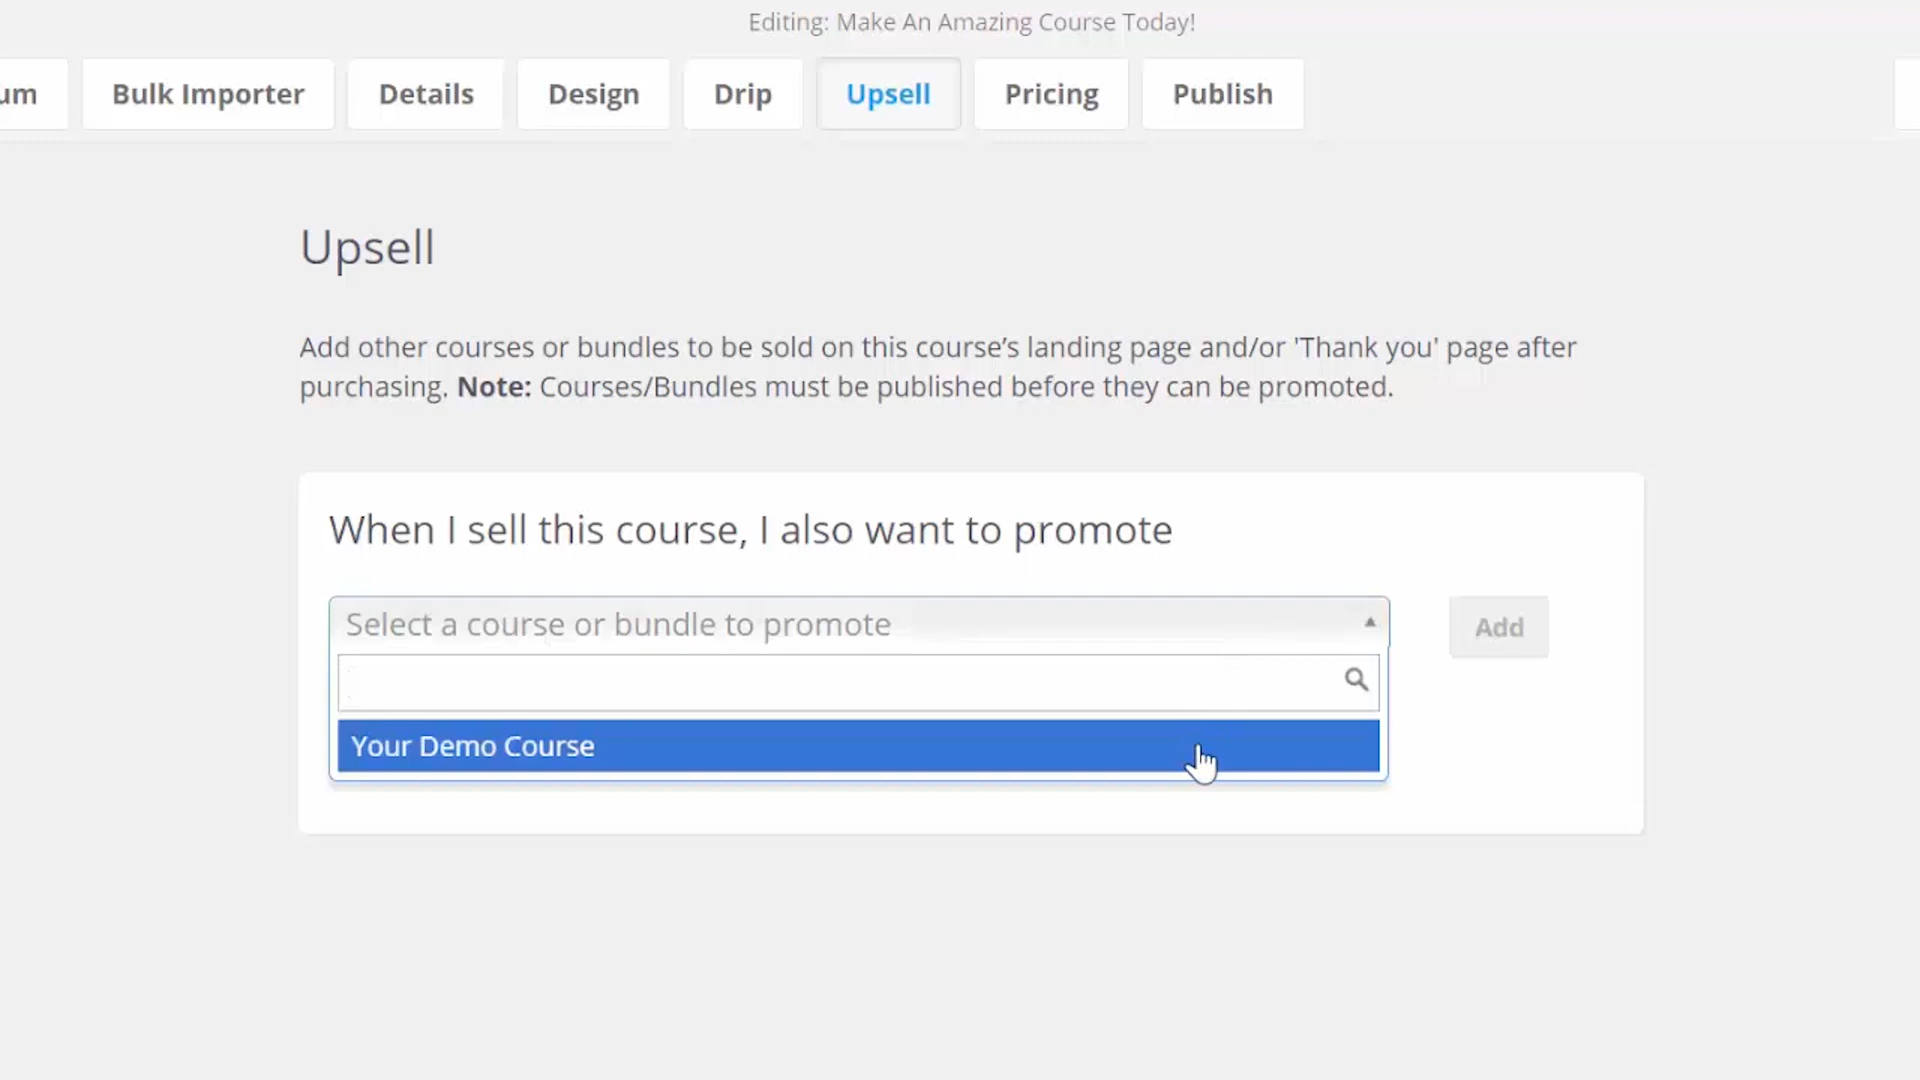 Editing: Make An Amazing Course Today!
um Bulk Importer Details Design Drip Upsell Pricing Publish
Upsell
Add other courses or bundles to be sold on this course’s landing page and/or 'Thank you' page after
purchasing. Note: Courses/Bundles must be published before they can be promoted.
When I sell this course, I also want to promote
Select a course or bundle to promote
Add
Your Demo Course